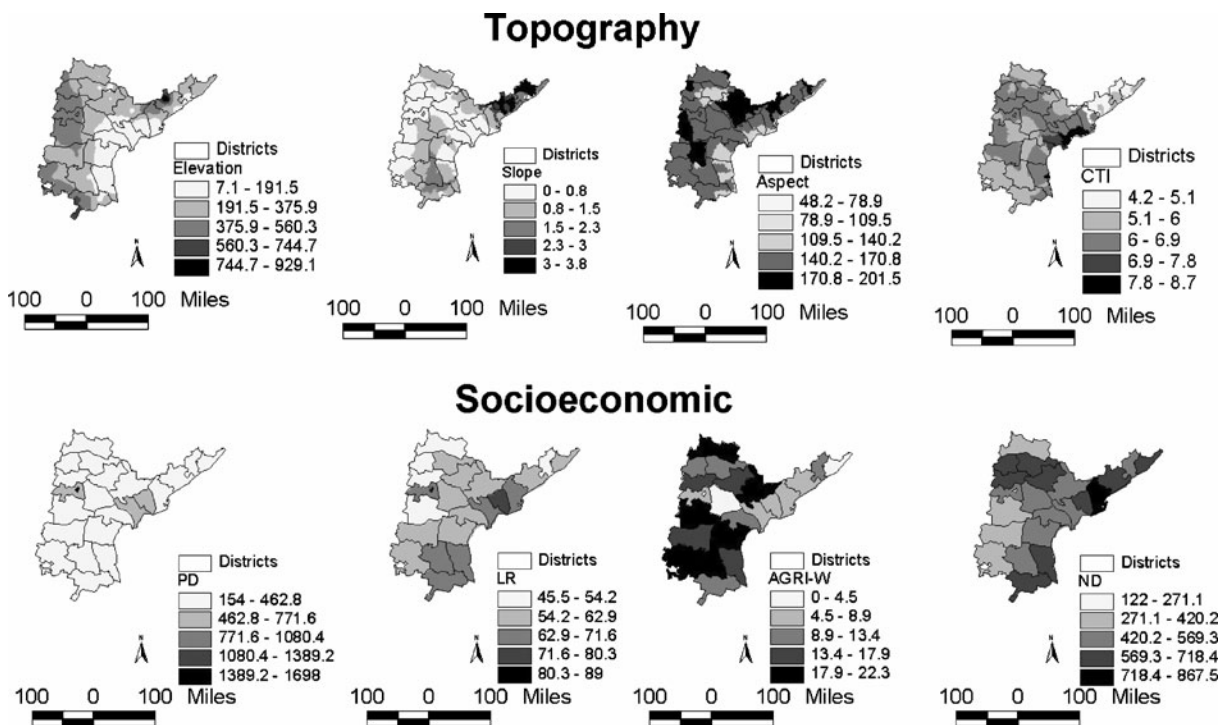 Topography
Districts
Elevation
7.1 - 191.5
191.5 - 375.9
375.9 - 560.3
560.3 - 744.7
744.7 - 929.1
N
100 0 100 Miles
Districts
Slope
0 - 0.8
0.8 - 1.5
1.5 - 2.3
2.3 - 3
3 - 3.8
N
100 0 100 Miles
Districts
Aspect
48.2 - 78.9
78.9 - 109.5
109.5 - 140.2
140.2 - 170.8
170.8 - 201.5
N
100 0 100 Miles
Districts
CTI
4.2 - 5.1
5.1 - 6
6 - 6.9
6.9 - 7.8
7.8 - 8.7
N
100 0 100 Miles
Socioeconomic
Districts
PD
154 - 462.8
462.8 - 771.6
771.6 - 1080.4
1080.4 - 1389.2
1389.2 - 1698
N
100 0 100 Miles
Districts
LR
45.5 - 54.2
54.2 - 62.9
62.9 - 71.6
71.6 - 80.3
80.3 - 89
N
100 0 100 Miles
Districts
AGRI-W
0 - 4.5
4.5 - 8.9
8.9 - 13.4
13.4 - 17.9
17.9 - 22.3
N
100 0 100 Miles
Districts
ND
122 - 271.1
271.1 - 420.2
420.2 - 569.3
569.3 - 718.4
718.4 - 867.5
N
100 0 100 Miles